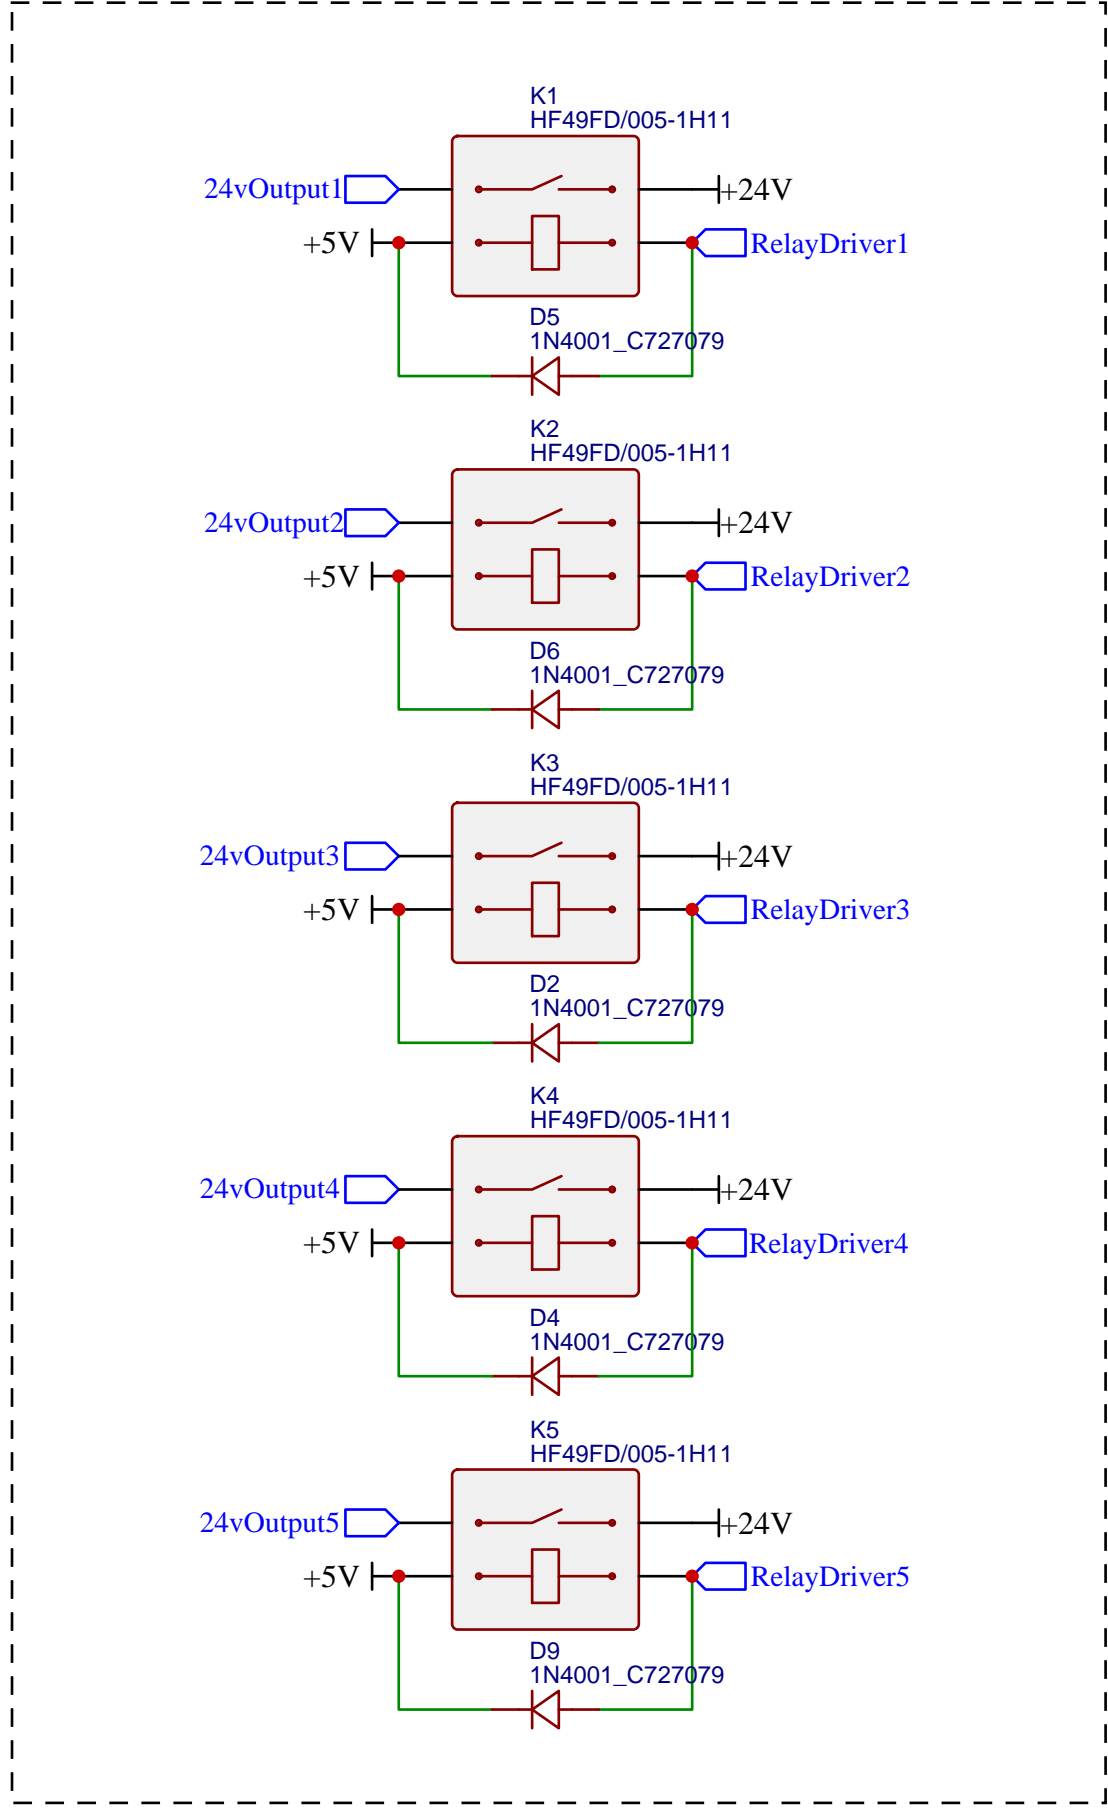 K1
HF49FD/005-1H11
24vOutput1
+24V
+5V
RelayDriver1
D5
1N4001_C727079
K2
HF49FD/005-1H11
24vOutput2
+24V
+5V
RelayDriver2
D6
1N4001_C727079
K3
HF49FD/005-1H11
24vOutput3
+24V
+5V
RelayDriver3
D2
1N4001_C727079
K4
HF49FD/005-1H11
24vOutput4
+24V
+5V
RelayDriver4
D4
1N4001_C727079
K5
HF49FD/005-1H11
24vOutput5
+24V
+5V
RelayDriver5
D9
1N4001_C727079